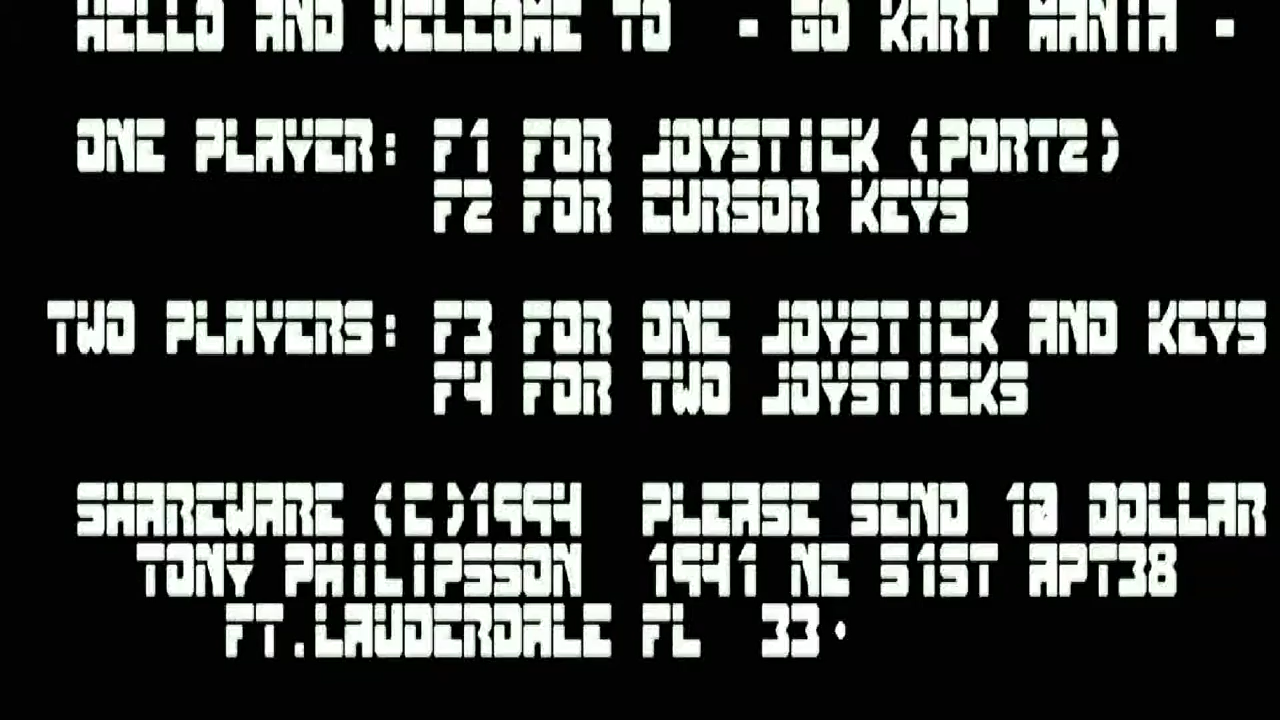 HELLO AND WELCOME TO - GO KART MANIA -
ONE PLAYER: F1 FOR JOYSTICK (PORT2)
F2 FOR CURSOR KEYS
TWO PLAYERS: F3 FOR ONE JOYSTICK AND KEYS
F4 FOR TWO JOYSTICKS
SHAREWARE (C)1994 PLEASE SEND 10 DOLLAR
TONY PHILIPSSON 1941 NE 51ST APT38
FT.LAUDERDALE FL 33